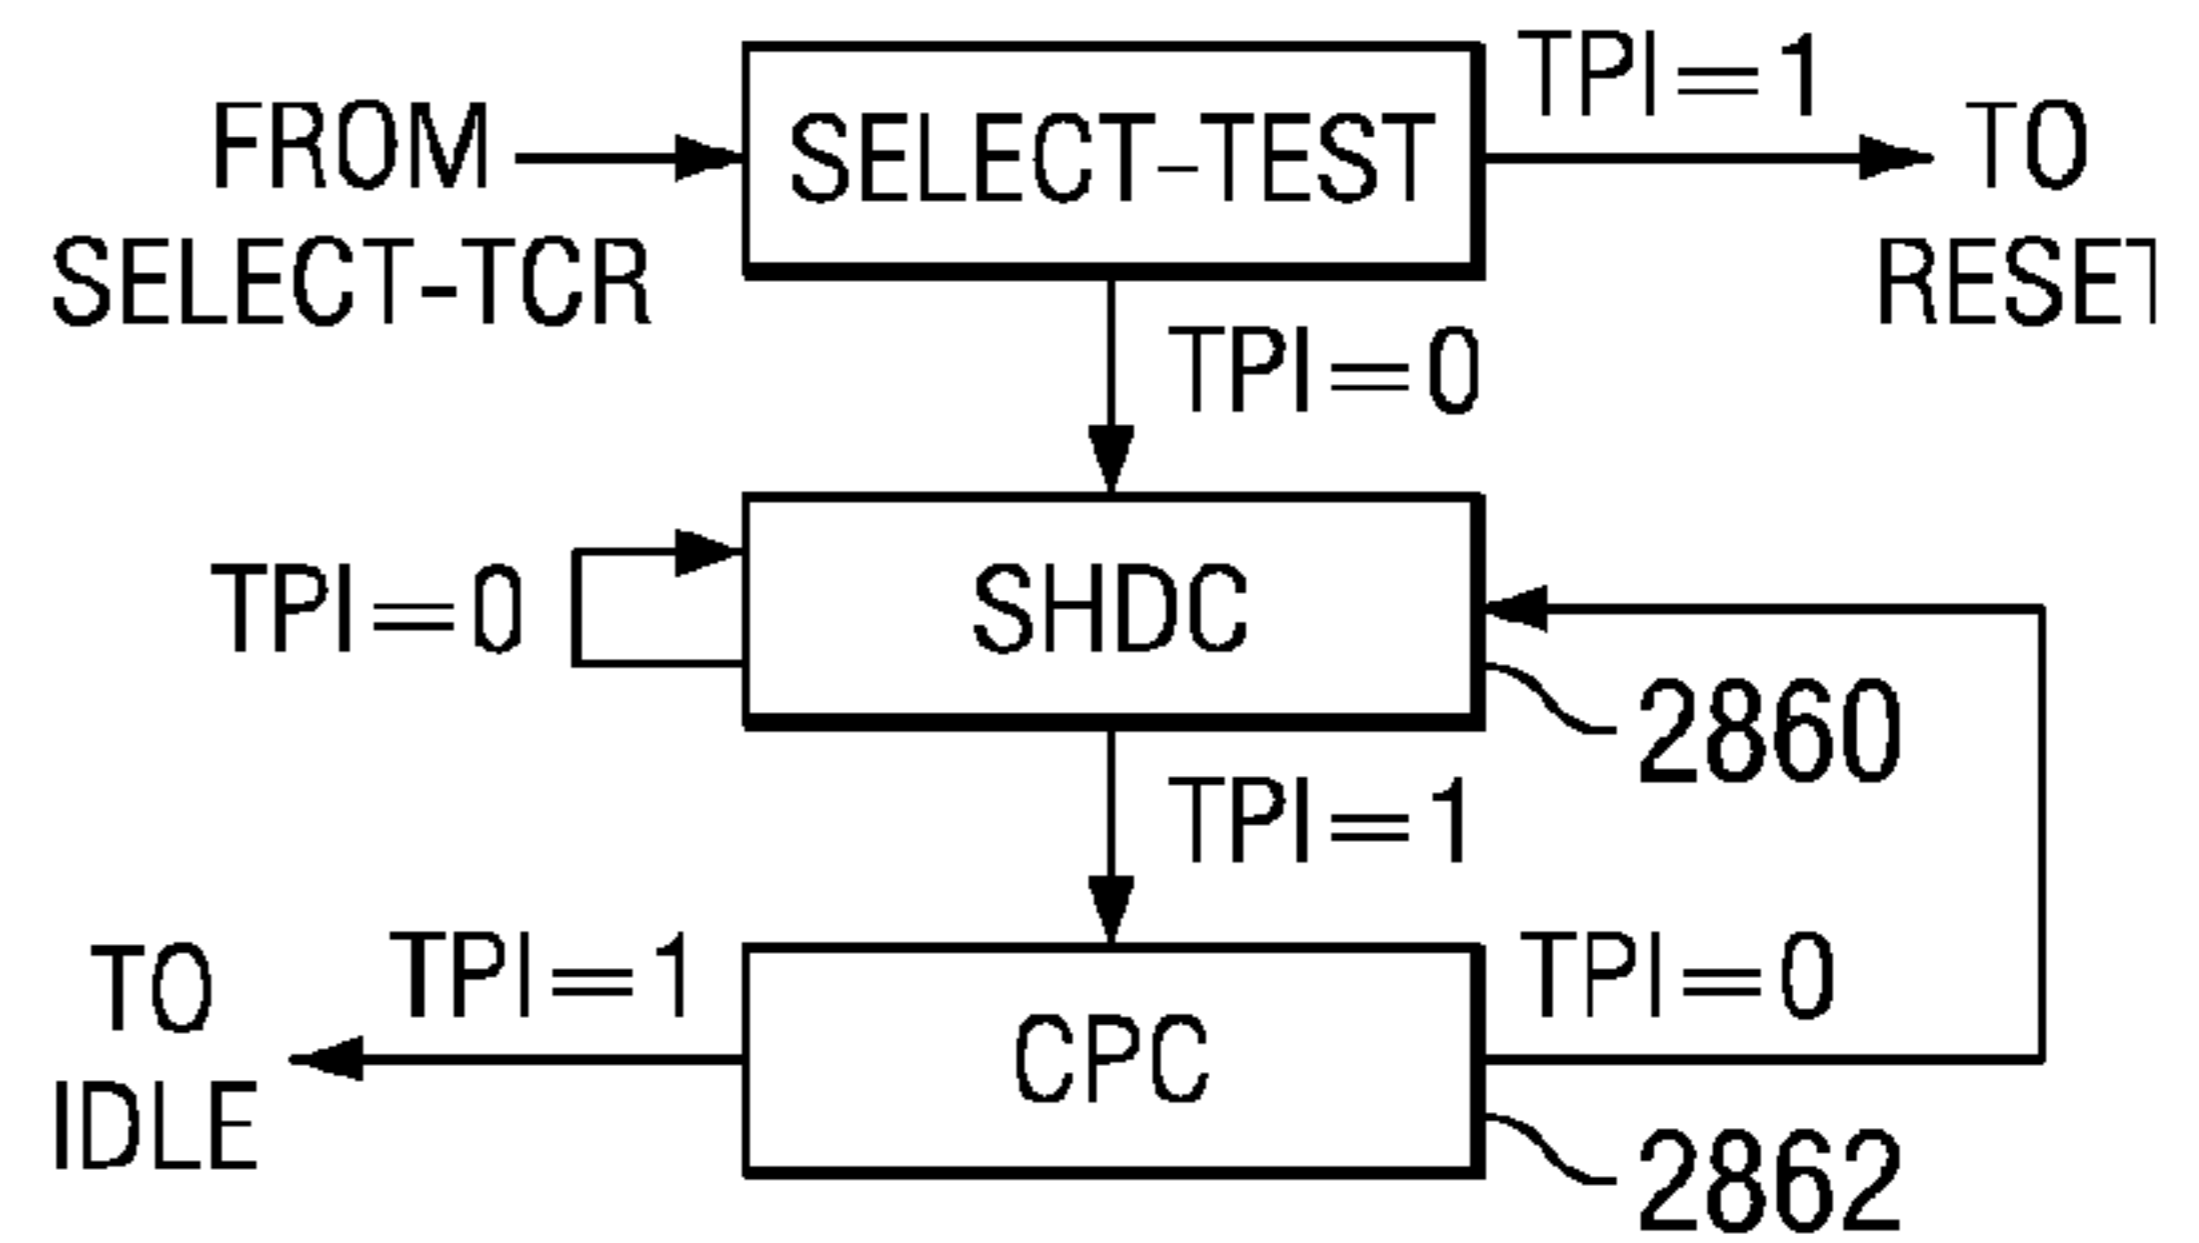 TPI=1
FROM
SELECT-TCR
SELECT-TEST
TO
RESET
TPI=0
TPI=0
SHDC
2860
TPI=1
TO
IDLE
TPI=1
CPC
TPI=0
2862